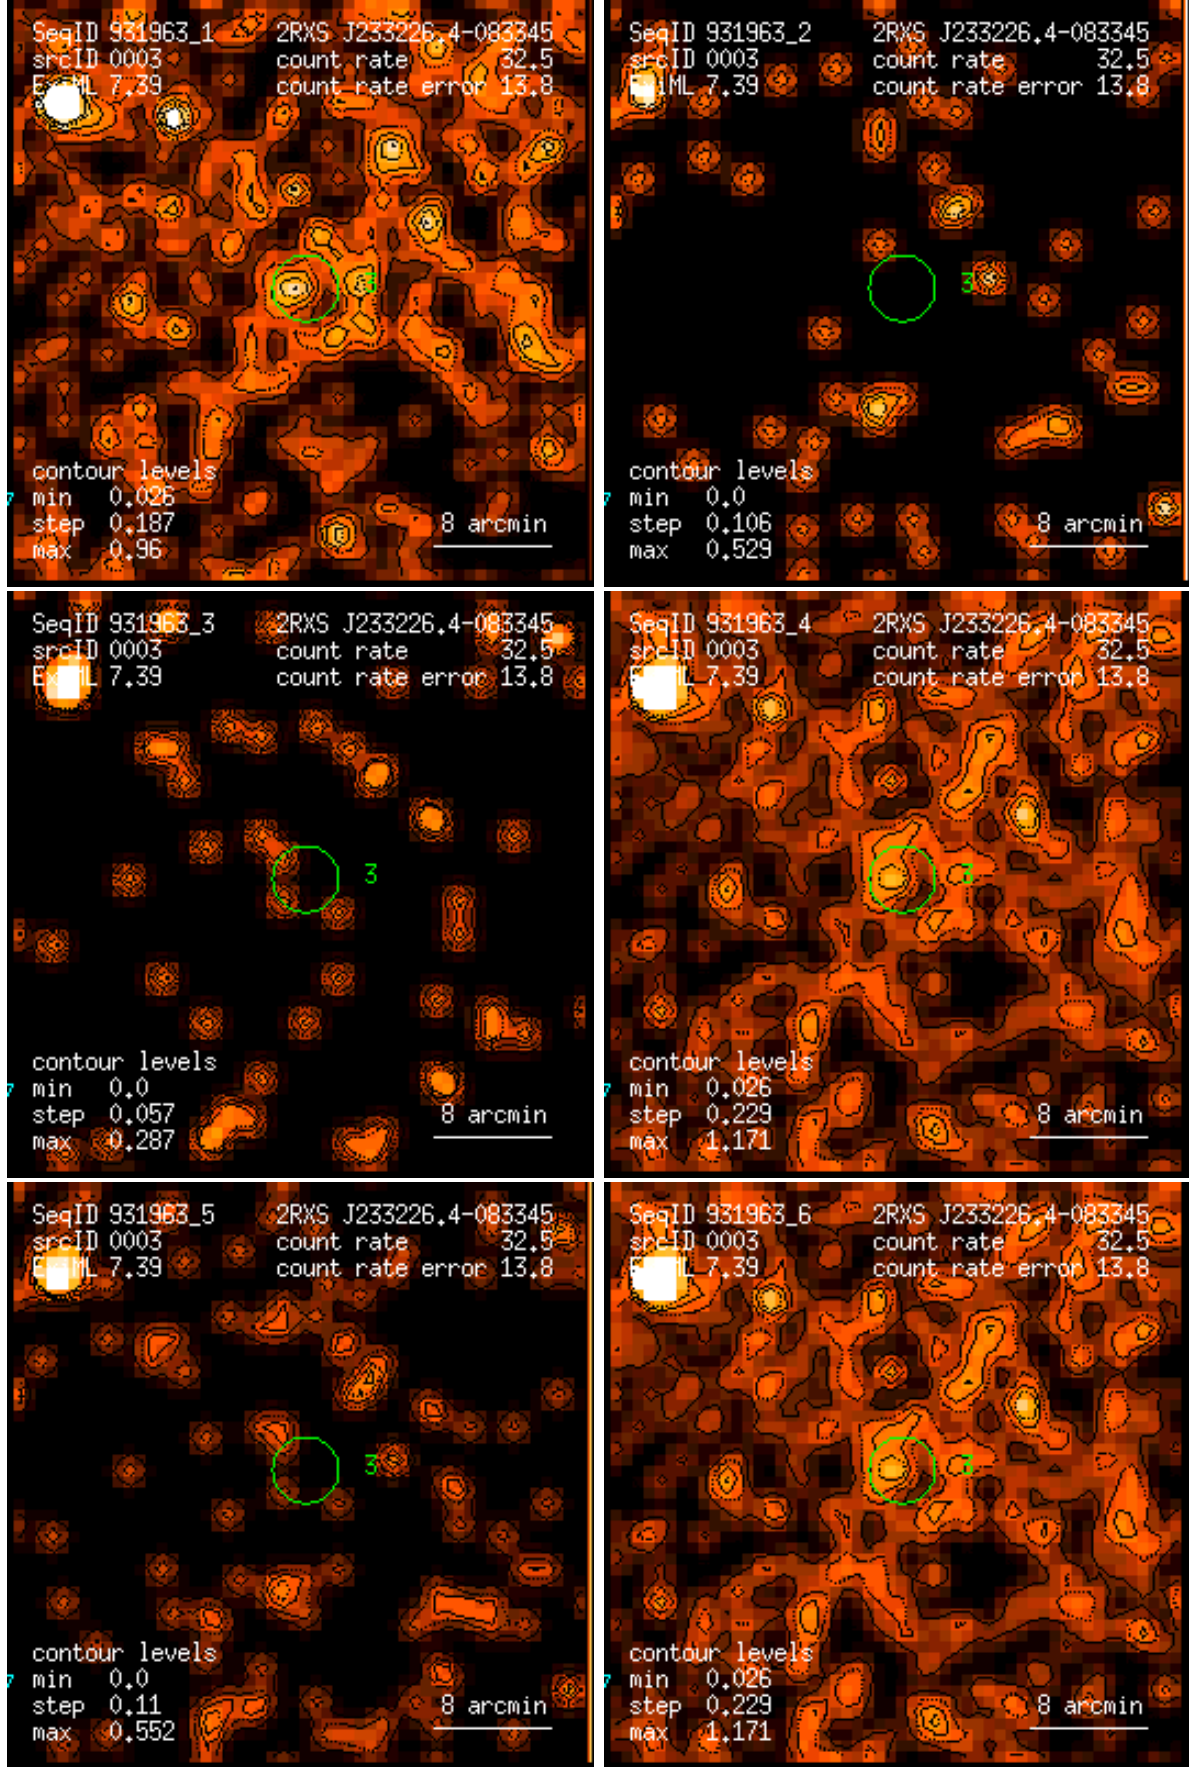 SeqID 931963_1 2RXS J233226.4-083345
srcID 0003 count rate 32.5
7.39 count rate error 13.8
3
contour levels
min 0.026
step 0.187 8 arcmin
max 0.96
SeqID 931963_2 2RXS J233226.4-083345
srcID 0003 count rate 32.5
7.39 count rate error 13.8
3
contour levels
min 0.0
step 0.106 8 arcmin
max 0.529
SeqID 931963_3 2RXS J233226.4-083345
srcID 0003 count rate 32.5
7.39 count rate error 13.8
3
contour levels
min 0.0
step 0.057 8 arcmin
max 0.287
SeqID 931963_4 2RXS J233226.4-083345
srcID 0003 count rate 32.5
7.39 count rate error 13.8
3
contour levels
min 0.026
step 0.229 8 arcmin
max 1.171
SeqID 931963_5 2RXS J233226.4-083345
srcID 0003 count rate 32.5
7.39 count rate error 13.8
3
contour levels
min 0.0
step 0.11 8 arcmin
max 0.552
SeqID 931963_6 2RXS J233226.4-083345
srcID 0003 count rate 32.5
7.39 count rate error 13.8
3
contour levels
min 0.026
step 0.229 8 arcmin
max 1.171